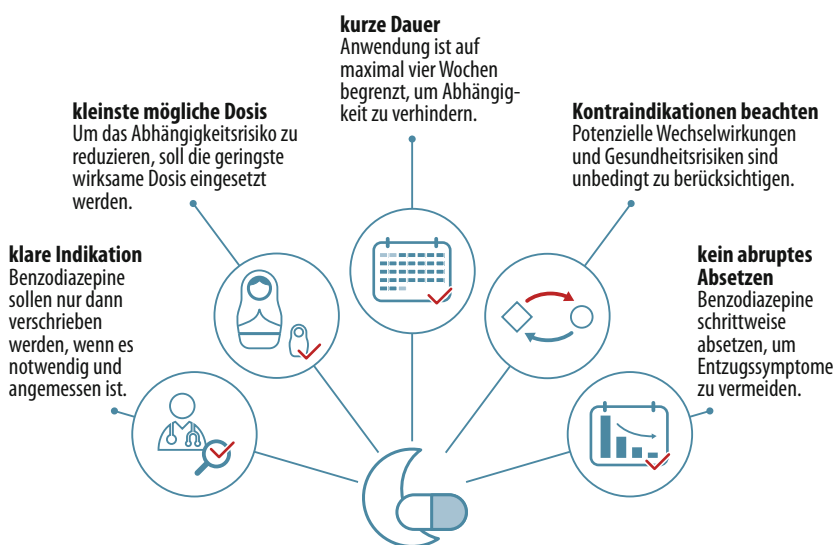 klare Indikation
Benzodiazepine
sollen nur dann
verschrieben
werden, wenn es
notwendig und
angemessen ist.
kleinste mögliche Dosis
Um das Abhängigkeitsrisiko zu
reduzieren, soll die geringste
wirksame Dosis eingesetzt
werden.
kurze Dauer
Anwendung ist auf
maximal vier Wochen
begrenzt, um Abhängig-
keit zu verhindern.
Kontraindikationen beachten
Potenzielle Wechselwirkungen
und Gesundheitsrisiken sind
unbedingt zu berücksichtigen.
kein abruptes
Absetzen
Benzodiazepine
schrittweise
absetzen, um
Entzugssymptome
zu vermeiden.